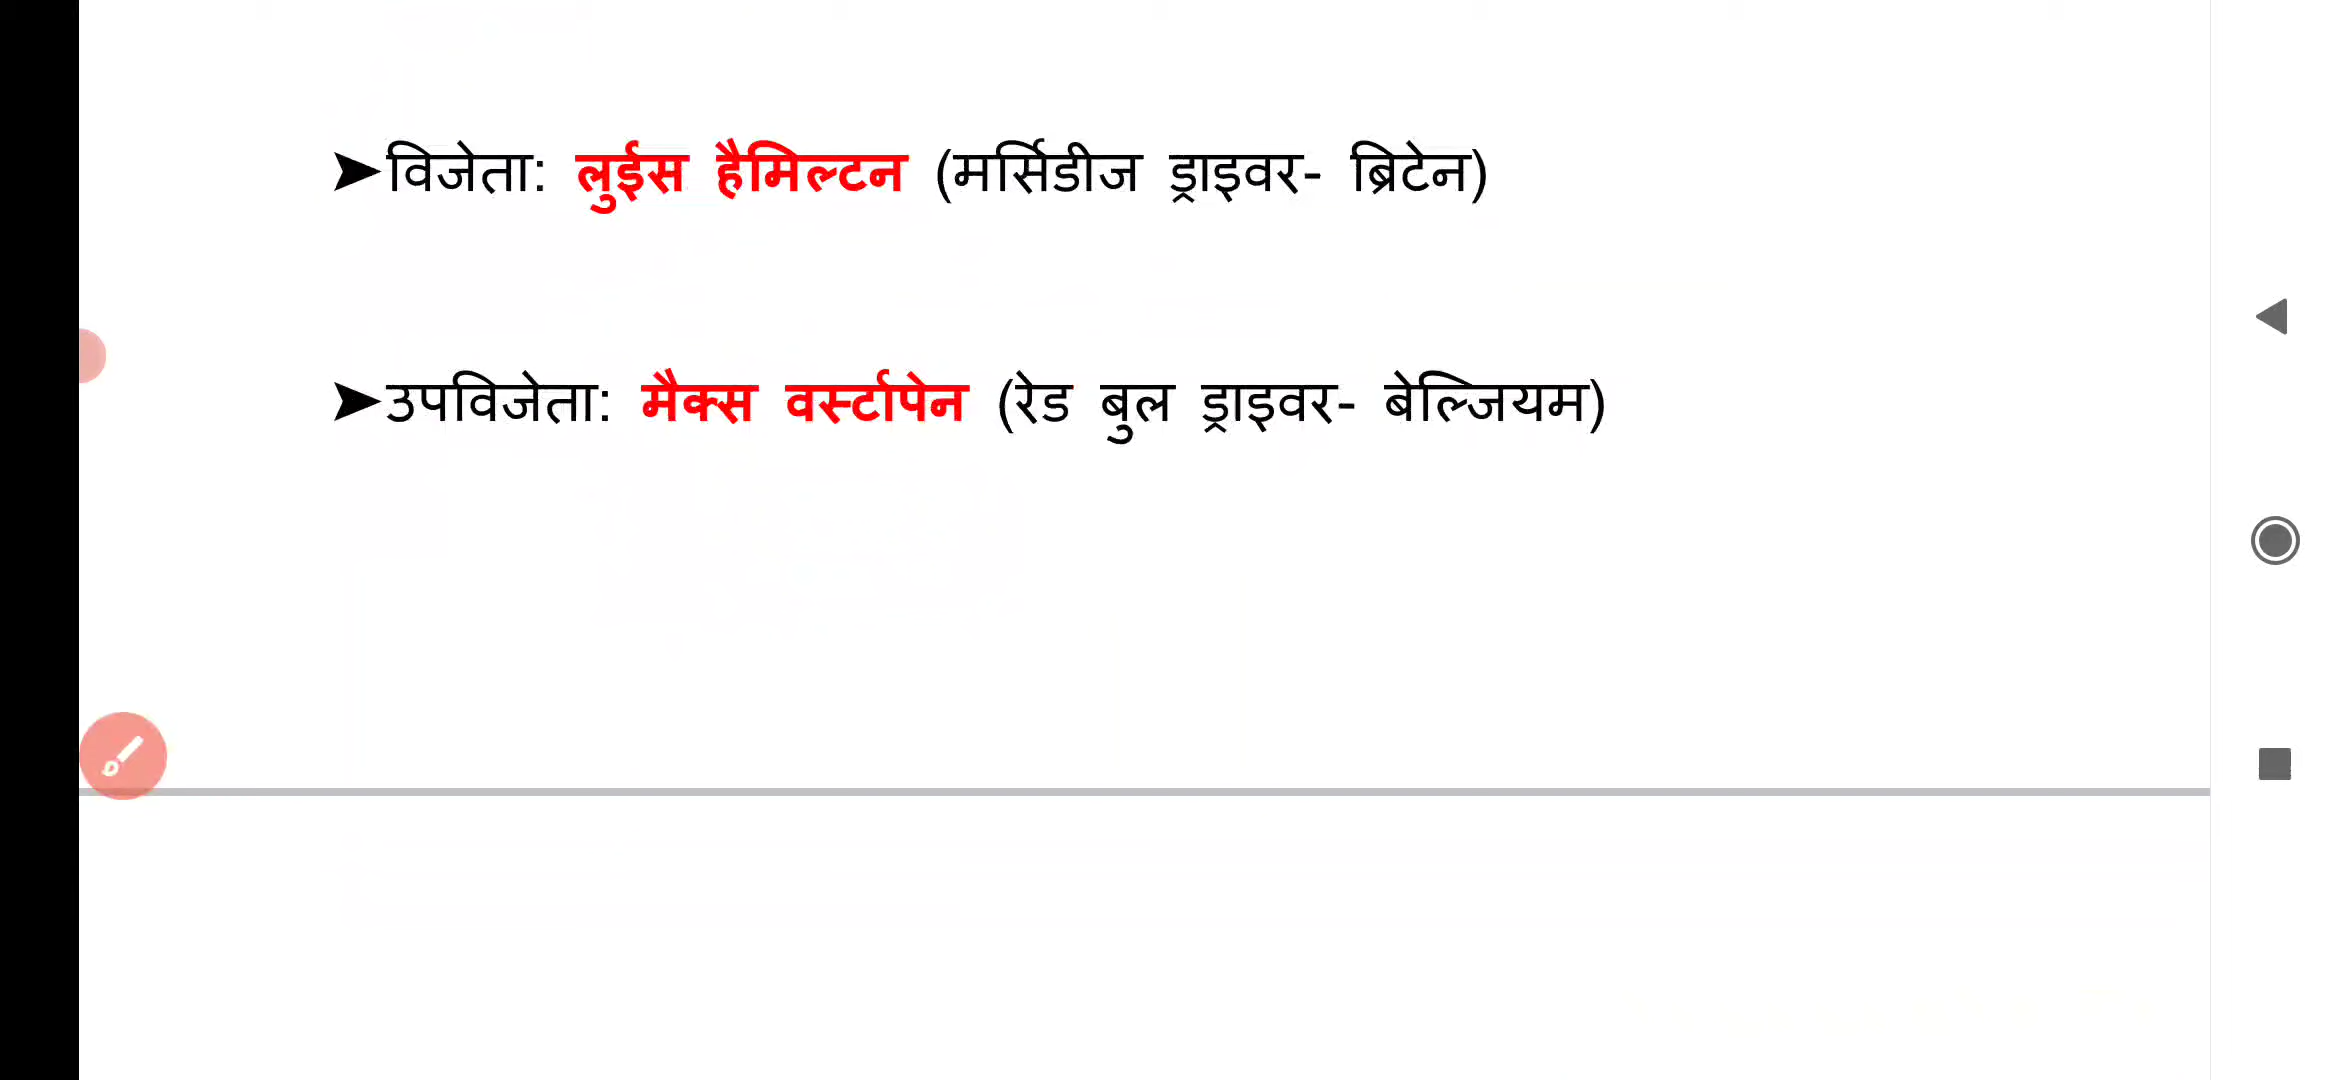 ➤विजेता: लुईस हैमिल्टन (मर्सिडीज ड्राइवर- ब्रिटेन)
➤उपविजेता: मैक्स वर्स्टापेन (रेड बुल ड्राइवर- बेल्जियम)